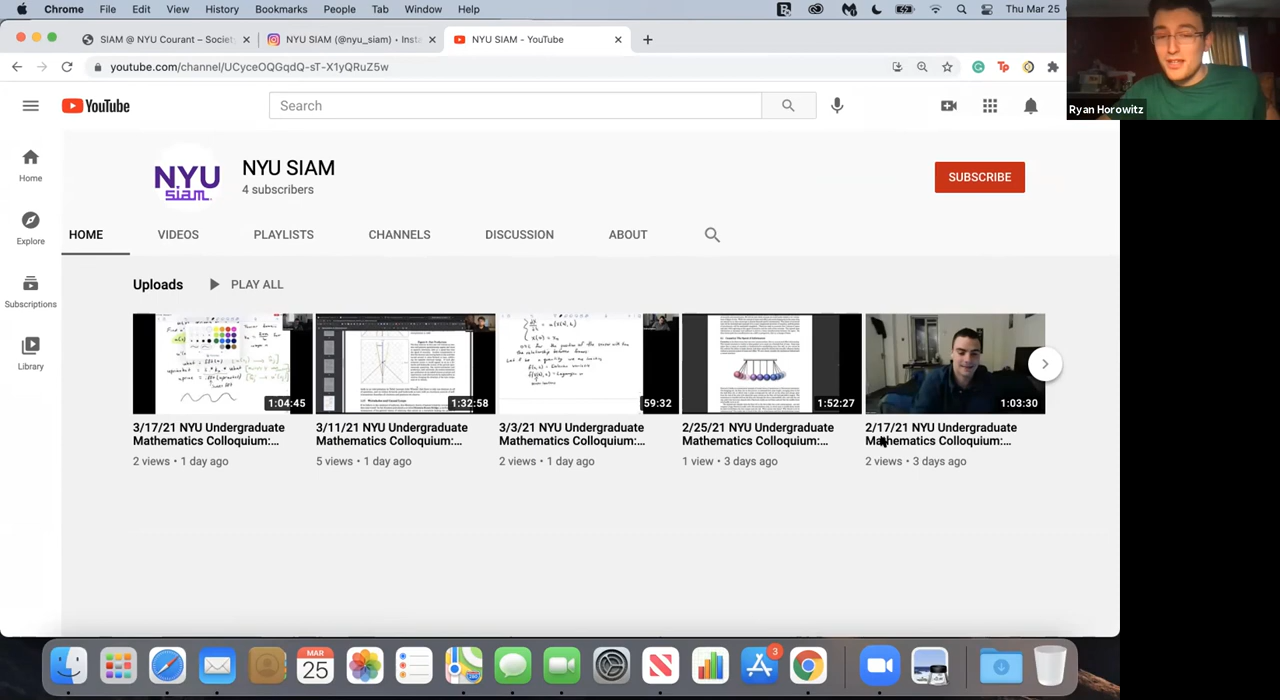 Chrome File Edit View History Bookmarks People Tab Window Help Thu Mar 25
SIAM @ NYU Courant – Societ
NYU SIAM (@nyu_siam) • Inst
NYU SIAM - YouTube
youtube.com/channel/UCyceOQGqdQ-sT-X1yQRuZ5w
Ryan Horowitz
YouTube
Search
Home
Explore
Subscriptions
Library
NYU
siam
NYU SIAM
4 subscribers
SUBSCRIBE
HOME VIDEOS PLAYLISTS CHANNELS DISCUSSION ABOUT
Uploads PLAY ALL
1:04:45
3/17/21 NYU Undergraduate
Mathematics Colloquium:...
2 views • 1 day ago
1:32:58
3/11/21 NYU Undergraduate
Mathematics Colloquium:...
5 views • 1 day ago
59:32
3/3/21 NYU Undergraduate
Mathematics Colloquium:...
2 views • 1 day ago
1:52:27
2/25/21 NYU Undergraduate
Mathematics Colloquium:...
1 view • 3 days ago
1:03:30
2/17/21 NYU Undergraduate
Mathematics Colloquium:...
2 views • 3 days ago
MAR
25
3